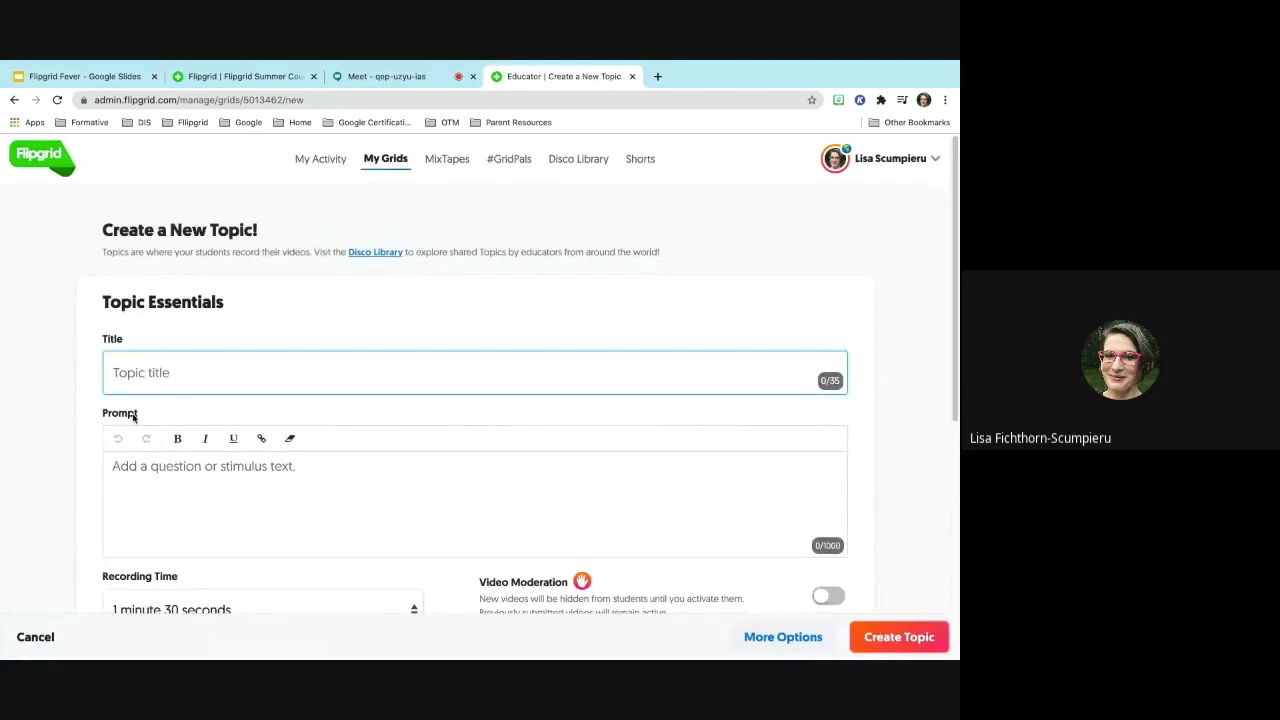 Flipgrid Fever - Google Slides
Flipgrid | Flipgrid Summer Cou
Meet - qep-uzyu-ias
Educator | Create a New Topic
admin.flipgrid.com/manage/grids/5013462/new
Apps Formative DIS Flipgrid Google Home Google Certificati... OTM Parent Resources Other Bookmarks
Flipgrid
My Activity My Grids MixTapes #GridPals Disco Library Shorts Lisa Scumpieru
Create a New Topic!
Topics are where your students record their videos. Visit the Disco Library to explore shared Topics by educators from around the world!
Topic Essentials
Title
Topic title
0/35
Prompt
B I U
Add a question or stimulus text.
0/1000
Recording Time
1 minute 30 seconds
Video Moderation
New videos will be hidden from students until you activate them.
Previously submitted videos will remain active.
Cancel
More Options
Create Topic
Lisa Fichthorn-Scumpieru